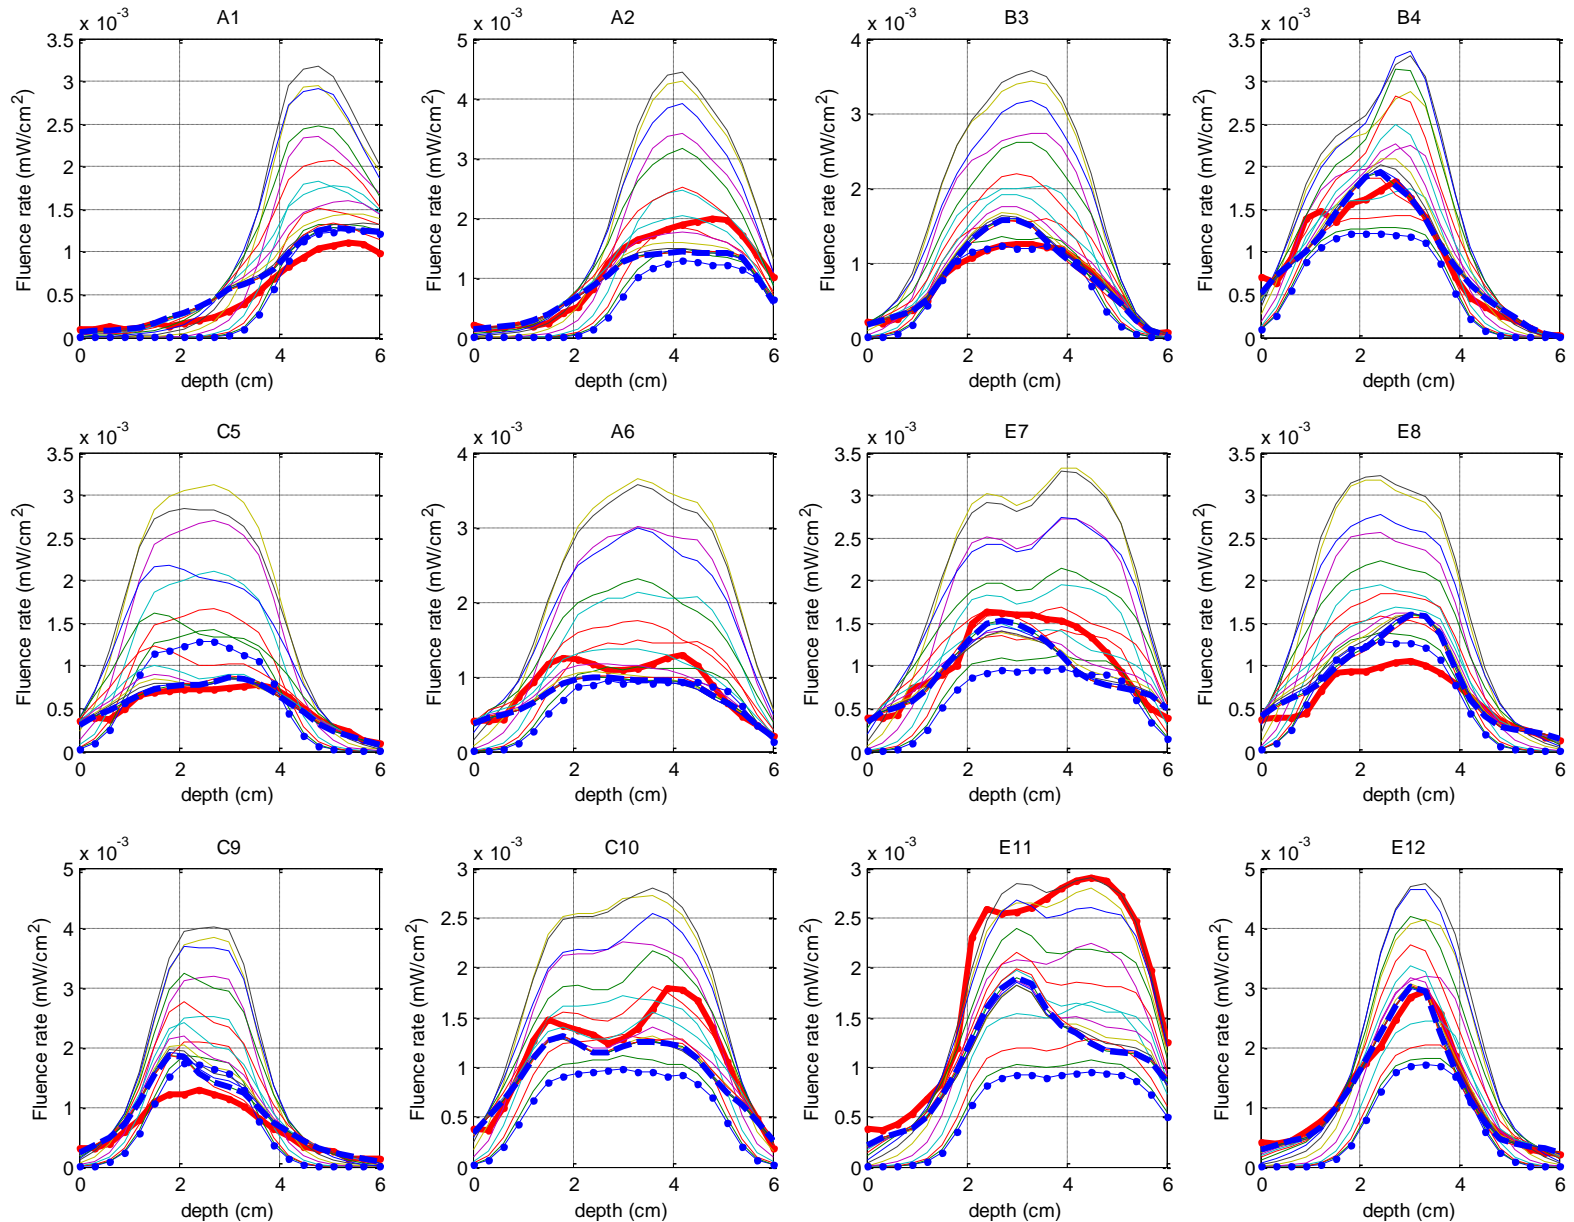 A1
x 10^-3
Fluence rate (mW/cm^2)
3.5
3
2.5
2
1.5
1
0.5
0
0 2 4 6
depth (cm)
A2
x 10^-3
Fluence rate (mW/cm^2)
5
4
3
2
1
0
0 2 4 6
depth (cm)
B3
x 10^-3
Fluence rate (mW/cm^2)
4
3
2
1
0
0 2 4 6
depth (cm)
B4
x 10^-3
Fluence rate (mW/cm^2)
3.5
3
2.5
2
1.5
1
0.5
0
0 2 4 6
depth (cm)
C5
x 10^-3
Fluence rate (mW/cm^2)
3.5
3
2.5
2
1.5
1
0.5
0
0 2 4 6
depth (cm)
A6
x 10^-3
Fluence rate (mW/cm^2)
4
3
2
1
0
0 2 4 6
depth (cm)
E7
x 10^-3
Fluence rate (mW/cm^2)
3.5
3
2.5
2
1.5
1
0.5
0
0 2 4 6
depth (cm)
E8
x 10^-3
Fluence rate (mW/cm^2)
3.5
3
2.5
2
1.5
1
0.5
0
0 2 4 6
depth (cm)
C9
x 10^-3
Fluence rate (mW/cm^2)
5
4
3
2
1
0
0 2 4 6
depth (cm)
C10
x 10^-3
Fluence rate (mW/cm^2)
3
2.5
2
1.5
1
0.5
0
0 2 4 6
depth (cm)
E11
x 10^-3
Fluence rate (mW/cm^2)
3
2.5
2
1.5
1
0.5
0
0 2 4 6
depth (cm)
E12
x 10^-3
Fluence rate (mW/cm^2)
5
4
3
2
1
0
0 2 4 6
depth (cm)